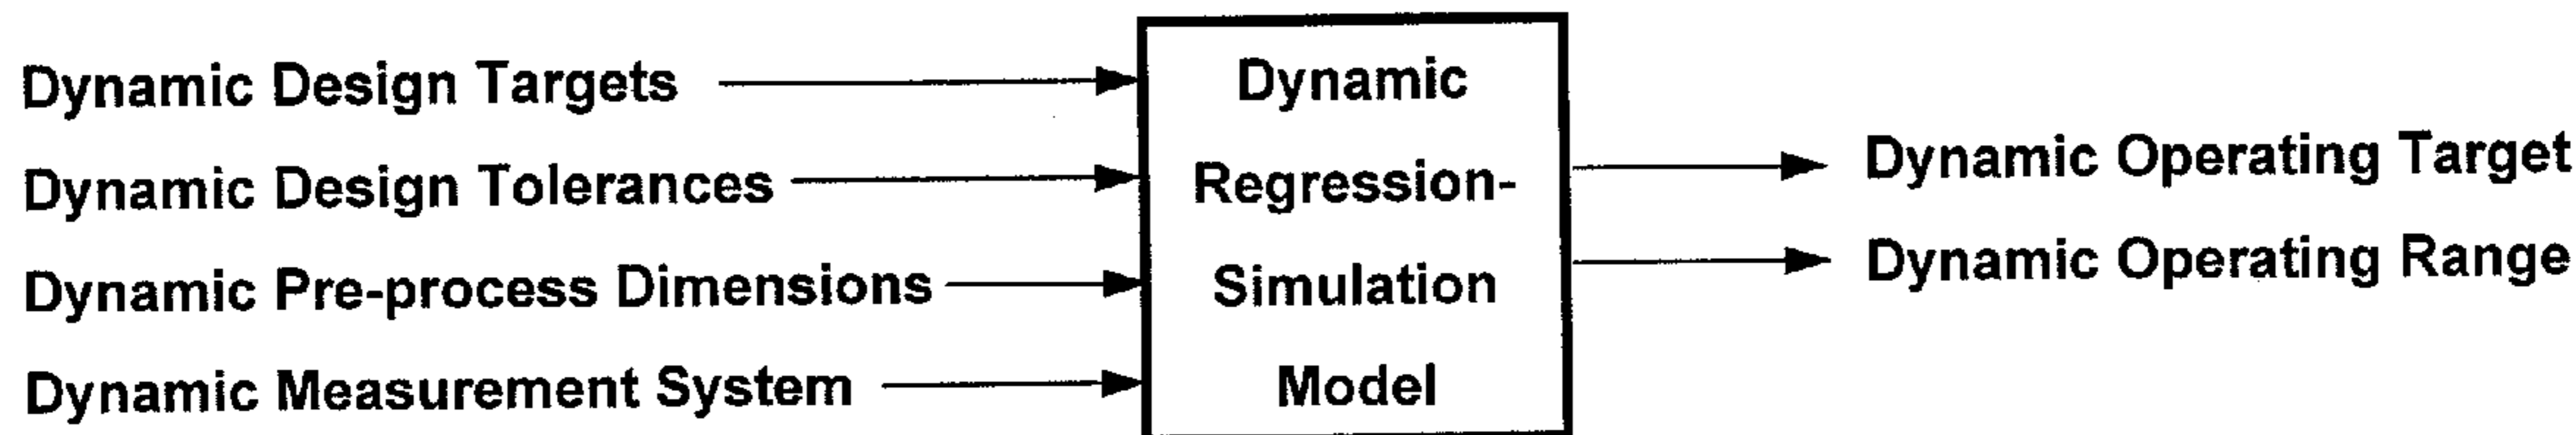 Dynamic Design Targets
Dynamic Design Tolerances
Dynamic Pre-process Dimensions
Dynamic Measurement System
Dynamic
Regression-
Simulation
Model
Dynamic Operating Target
Dynamic Operating Range